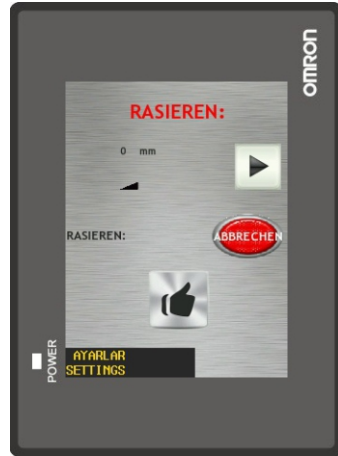 OMRON
RASIEREN:
0 mm
RASIEREN:
ABBRECHEN
AYARLAR
SETTINGS
POWER